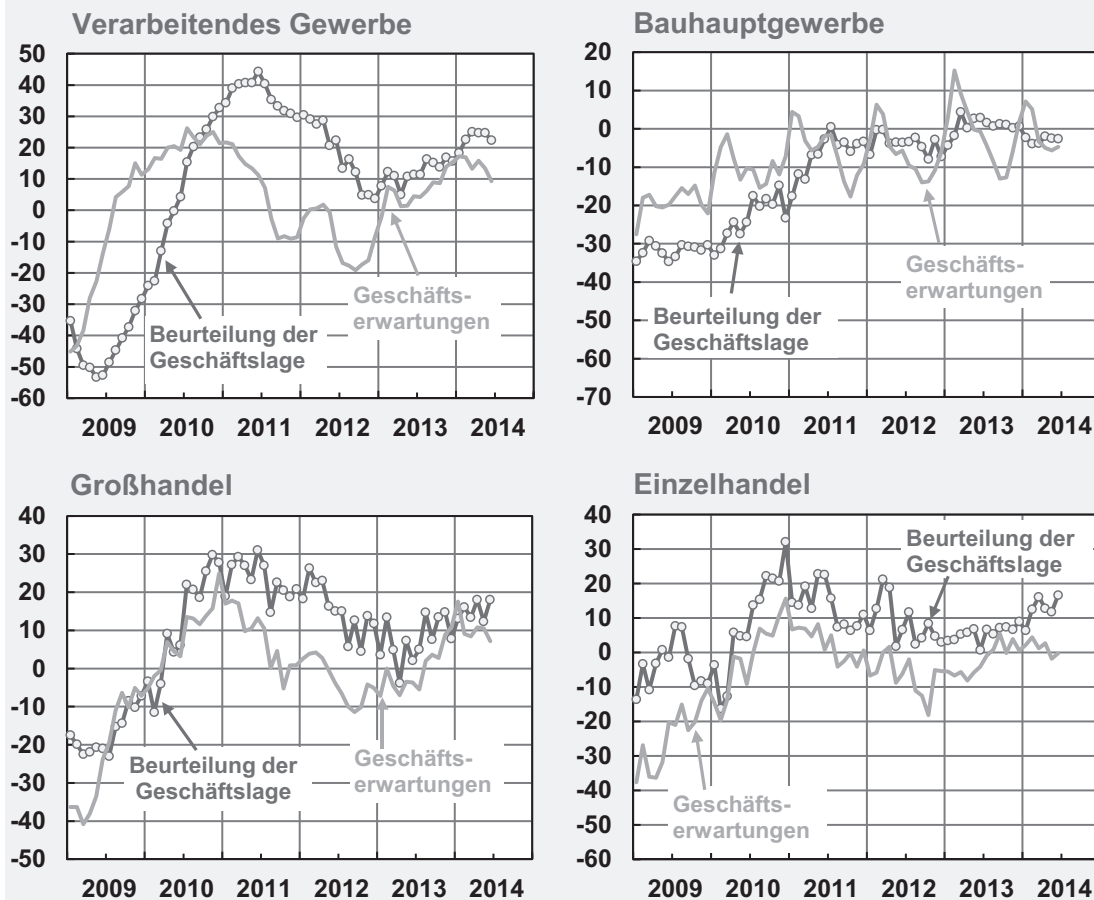 Verarbeitendes Gewerbe
50
40
30
20
10
0
-10
-20
-30
-40
-50
-60
Geschäfts-
erwartungen
Beurteilung der
Geschäftslage
2009 2010 2011 2012 2013 2014
Bauhauptgewerbe
20
10
0
-10
-20
-30
-40
-50
-60
-70
Geschäfts-
erwartungen
Beurteilung der
Geschäftslage
2009 2010 2011 2012 2013 2014
Großhandel
40
30
20
10
0
-10
-20
-30
-40
-50
Beurteilung der
Geschäftslage
Geschäfts-
erwartungen
2009 2010 2011 2012 2013 2014
Einzelhandel
40
30
20
10
0
-10
-20
-30
-40
-50
-60
Beurteilung der
Geschäftslage
Geschäfts-
erwartungen
2009 2010 2011 2012 2013 2014